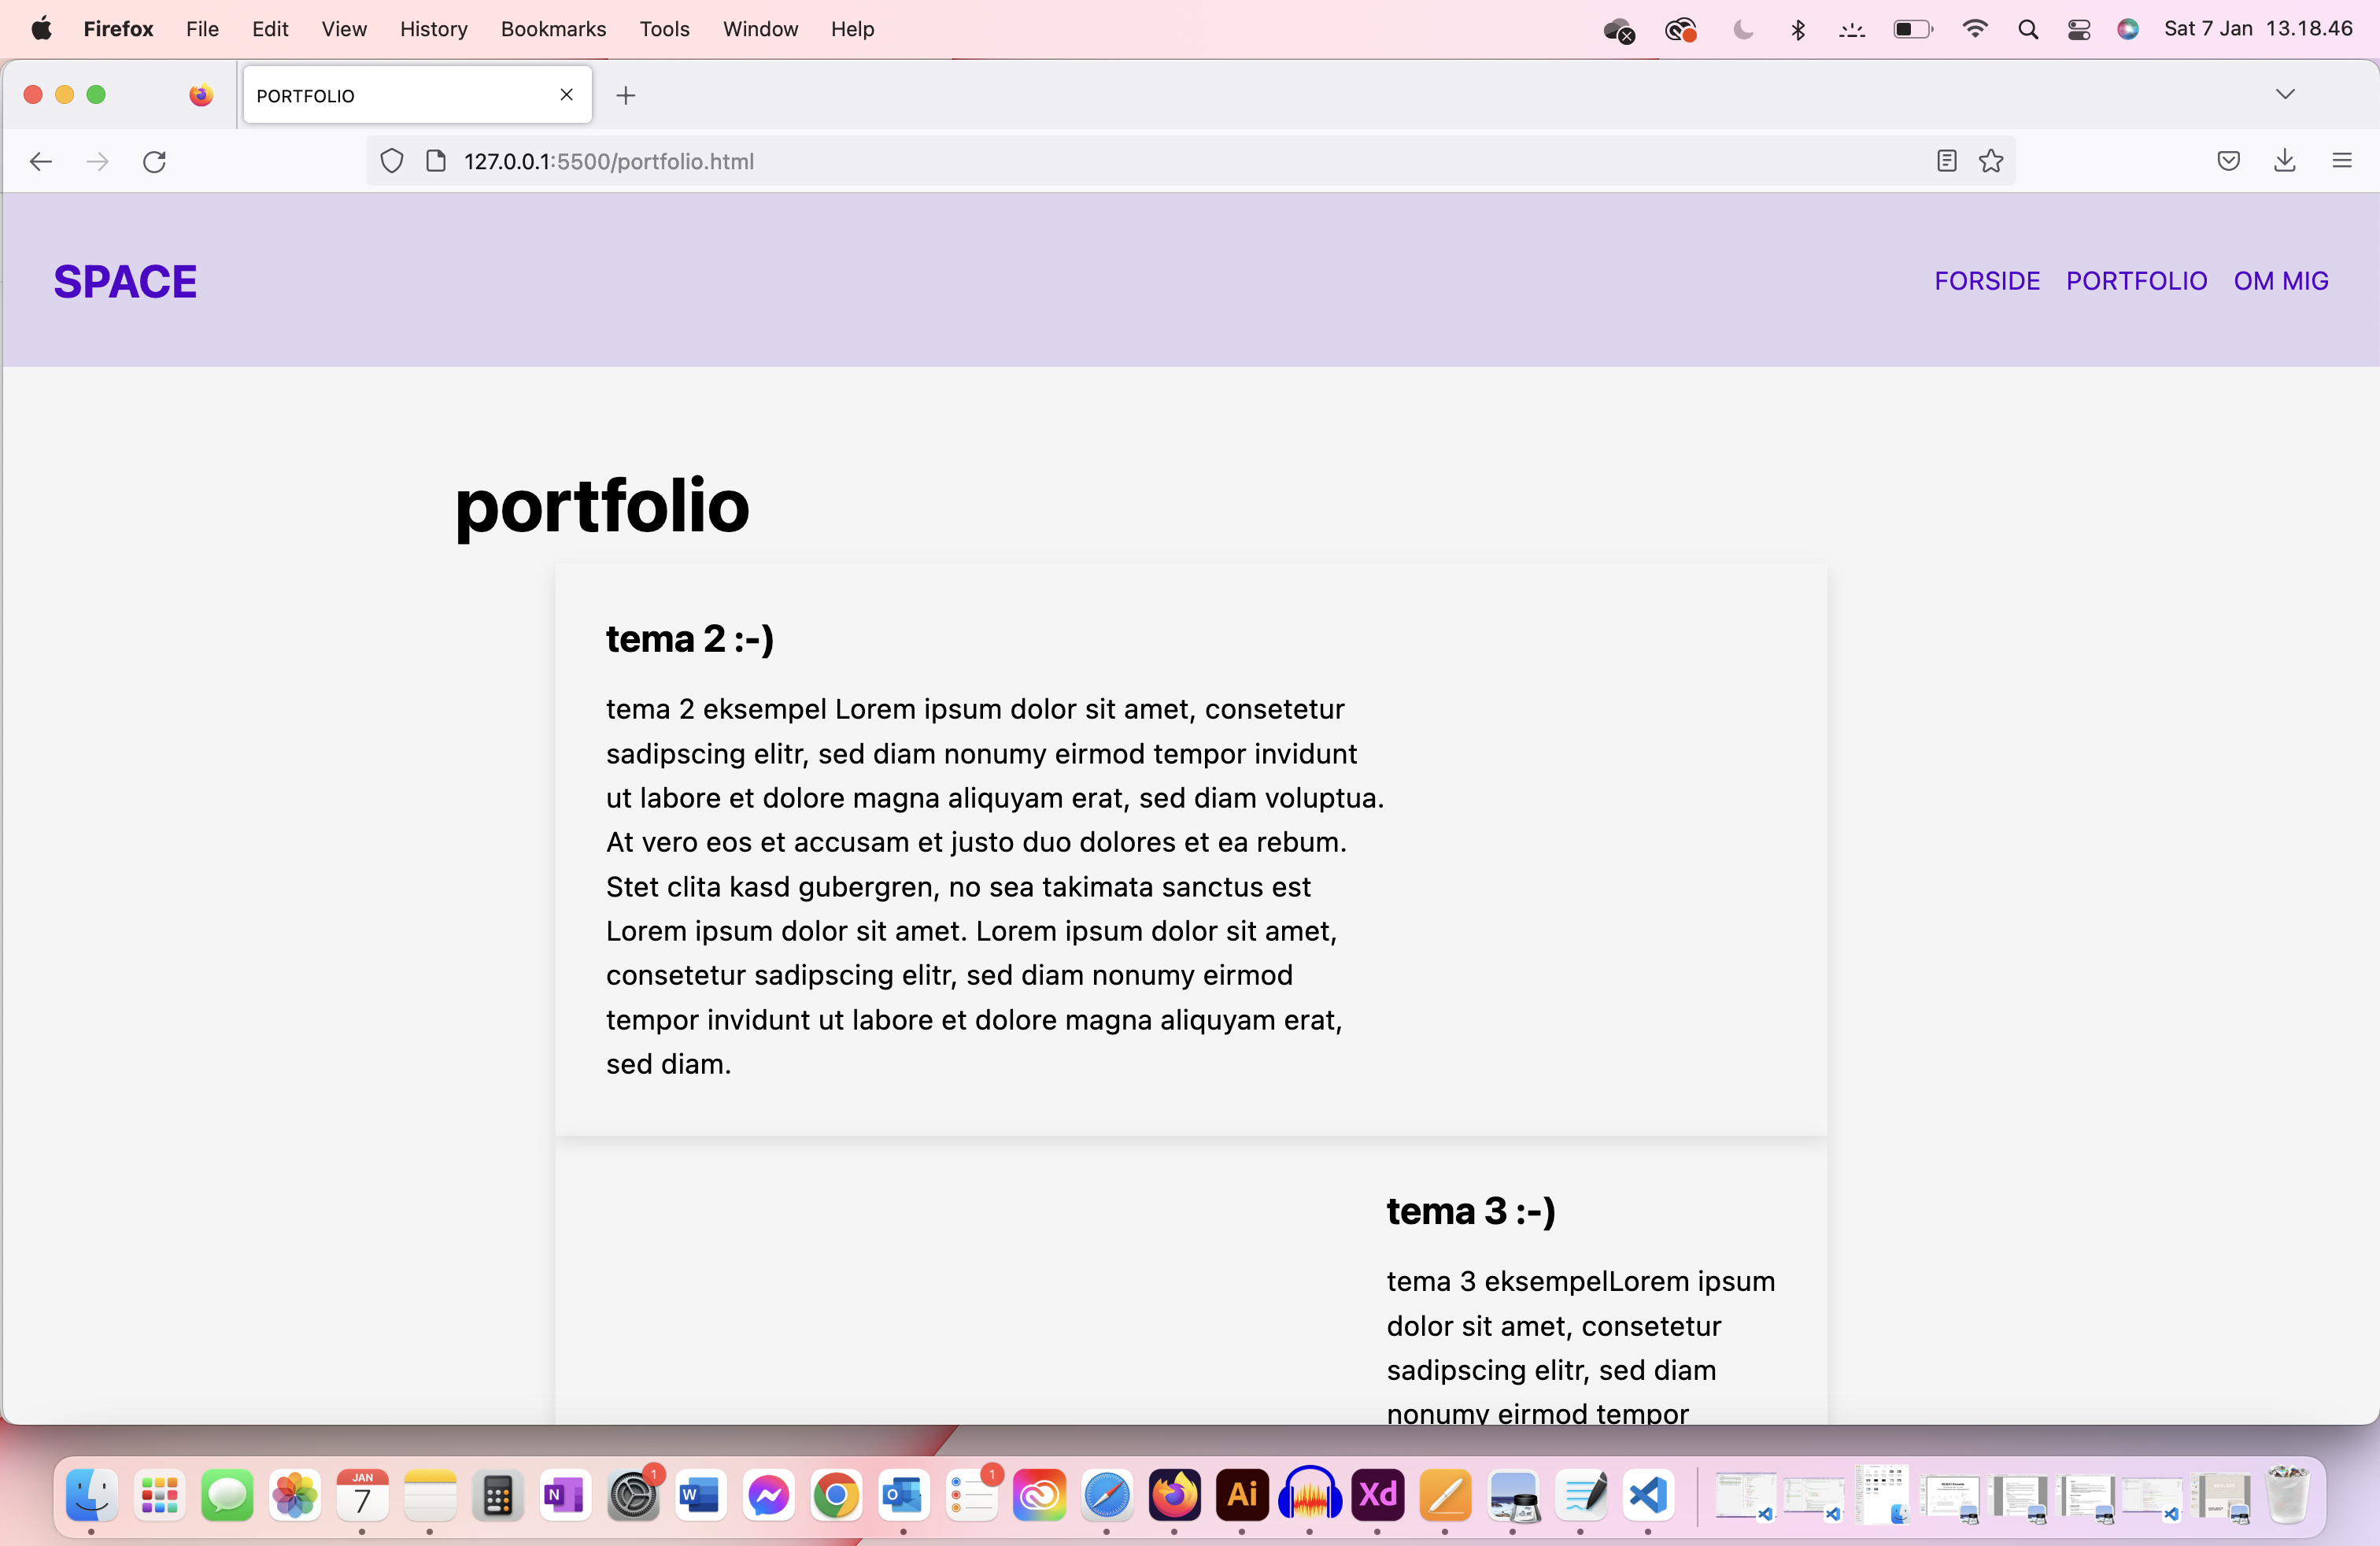 Firefox File Edit View History Bookmarks Tools Window Help Sat 7 Jan 13.18.46
PORTFOLIO
127.0.0.1:5500/portfolio.html
SPACE FORSIDE PORTFOLIO OM MIG
portfolio
tema 2 :-)
tema 2 eksempel Lorem ipsum dolor sit amet, consetetur
sadipscing elitr, sed diam nonumy eirmod tempor invidunt
ut labore et dolore magna aliquyam erat, sed diam voluptua.
At vero eos et accusam et justo duo dolores et ea rebum.
Stet clita kasd gubergren, no sea takimata sanctus est
Lorem ipsum dolor sit amet. Lorem ipsum dolor sit amet,
consetetur sadipscing elitr, sed diam nonumy eirmod
tempor invidunt ut labore et dolore magna aliquyam erat,
sed diam.
tema 3 :-)
tema 3 eksempelLorem ipsum
dolor sit amet, consetetur
sadipscing elitr, sed diam
nonumy eirmod tempor
JAN
7
N
1
W
O
1
Ai
Xd